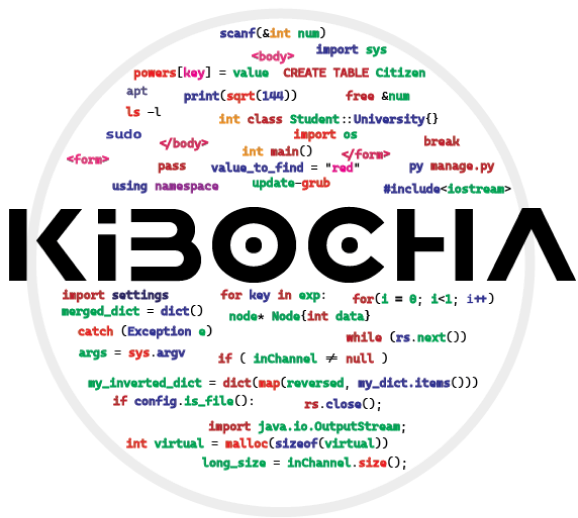 scanf(&int num)
<body> import sys
powers[key] = value CREATE TABLE Citizen
apt print(sqrt(144)) free &num
ls -l int class Student::University{}
sudo </body> import os break
<form> int main() </form>
pass value_to_find = "red" py manage.py
using namespace update-grub #include<iostream>
KiBOCHA
import settings for key in exp: for(i = 0; i<1; i++)
merged_dict = dict() node* Node{int data}
catch (Exception e) while (rs.next())
args = sys.argv if ( inChannel ≠ null )
my_inverted_dict = dict(map(reversed, my_dict.items()))
if config.is_file(): rs.close();
import java.io.OutputStream;
int virtual = malloc(sizeof(virtual))
long_size = inChannel.size();